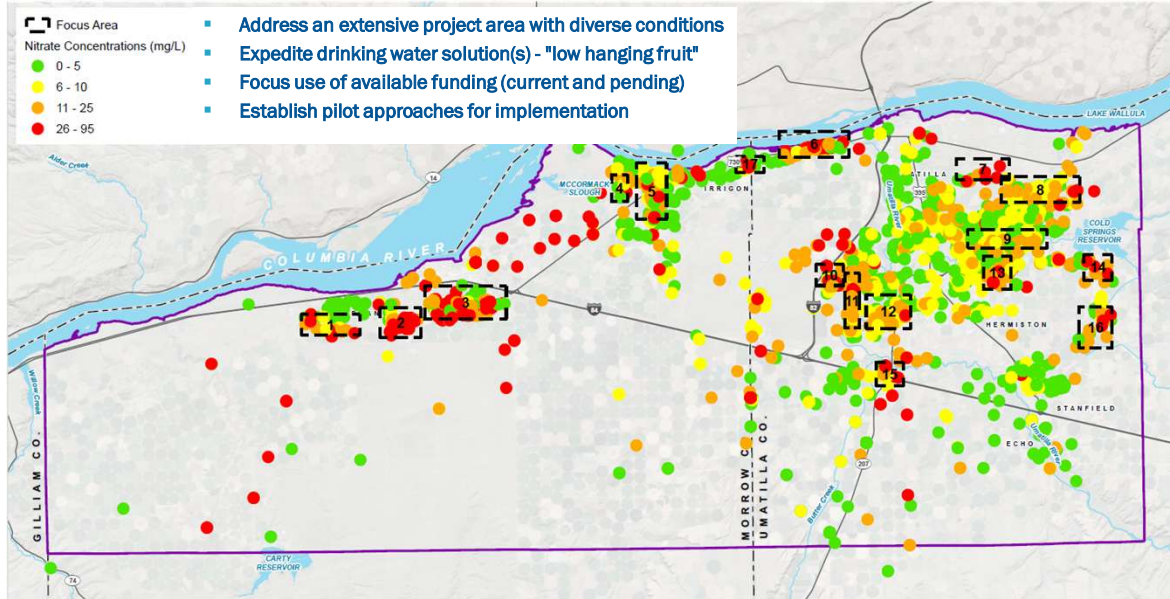 Focus Area
Nitrate Concentrations (mg/L)
0 - 5
6 - 10
11 - 25
26 - 95
▪ Address an extensive project area with diverse conditions
▪ Expedite drinking water solution(s) - "low hanging fruit"
▪ Focus use of available funding (current and pending)
▪ Establish pilot approaches for implementation
LAKE WALLULA
Alder Creek
14
MCCORMACK
SLOUGH
4
5
IRRIGON
730
17
6
ATILLA
7
8
395
Umatilla River
9
COLD
SPRINGS
RESERVOIR
COLUMBIA RIVER
10
11
12
13
14
16
HERMISTON
1
2
3
84
82
15
STANFIELD
Umatilla River
ECHO
Willow Creek
GILLIAM CO.
MORROW C
UMATILLA CO.
207
Butter Creek
CARTY
RESERVOIR
74